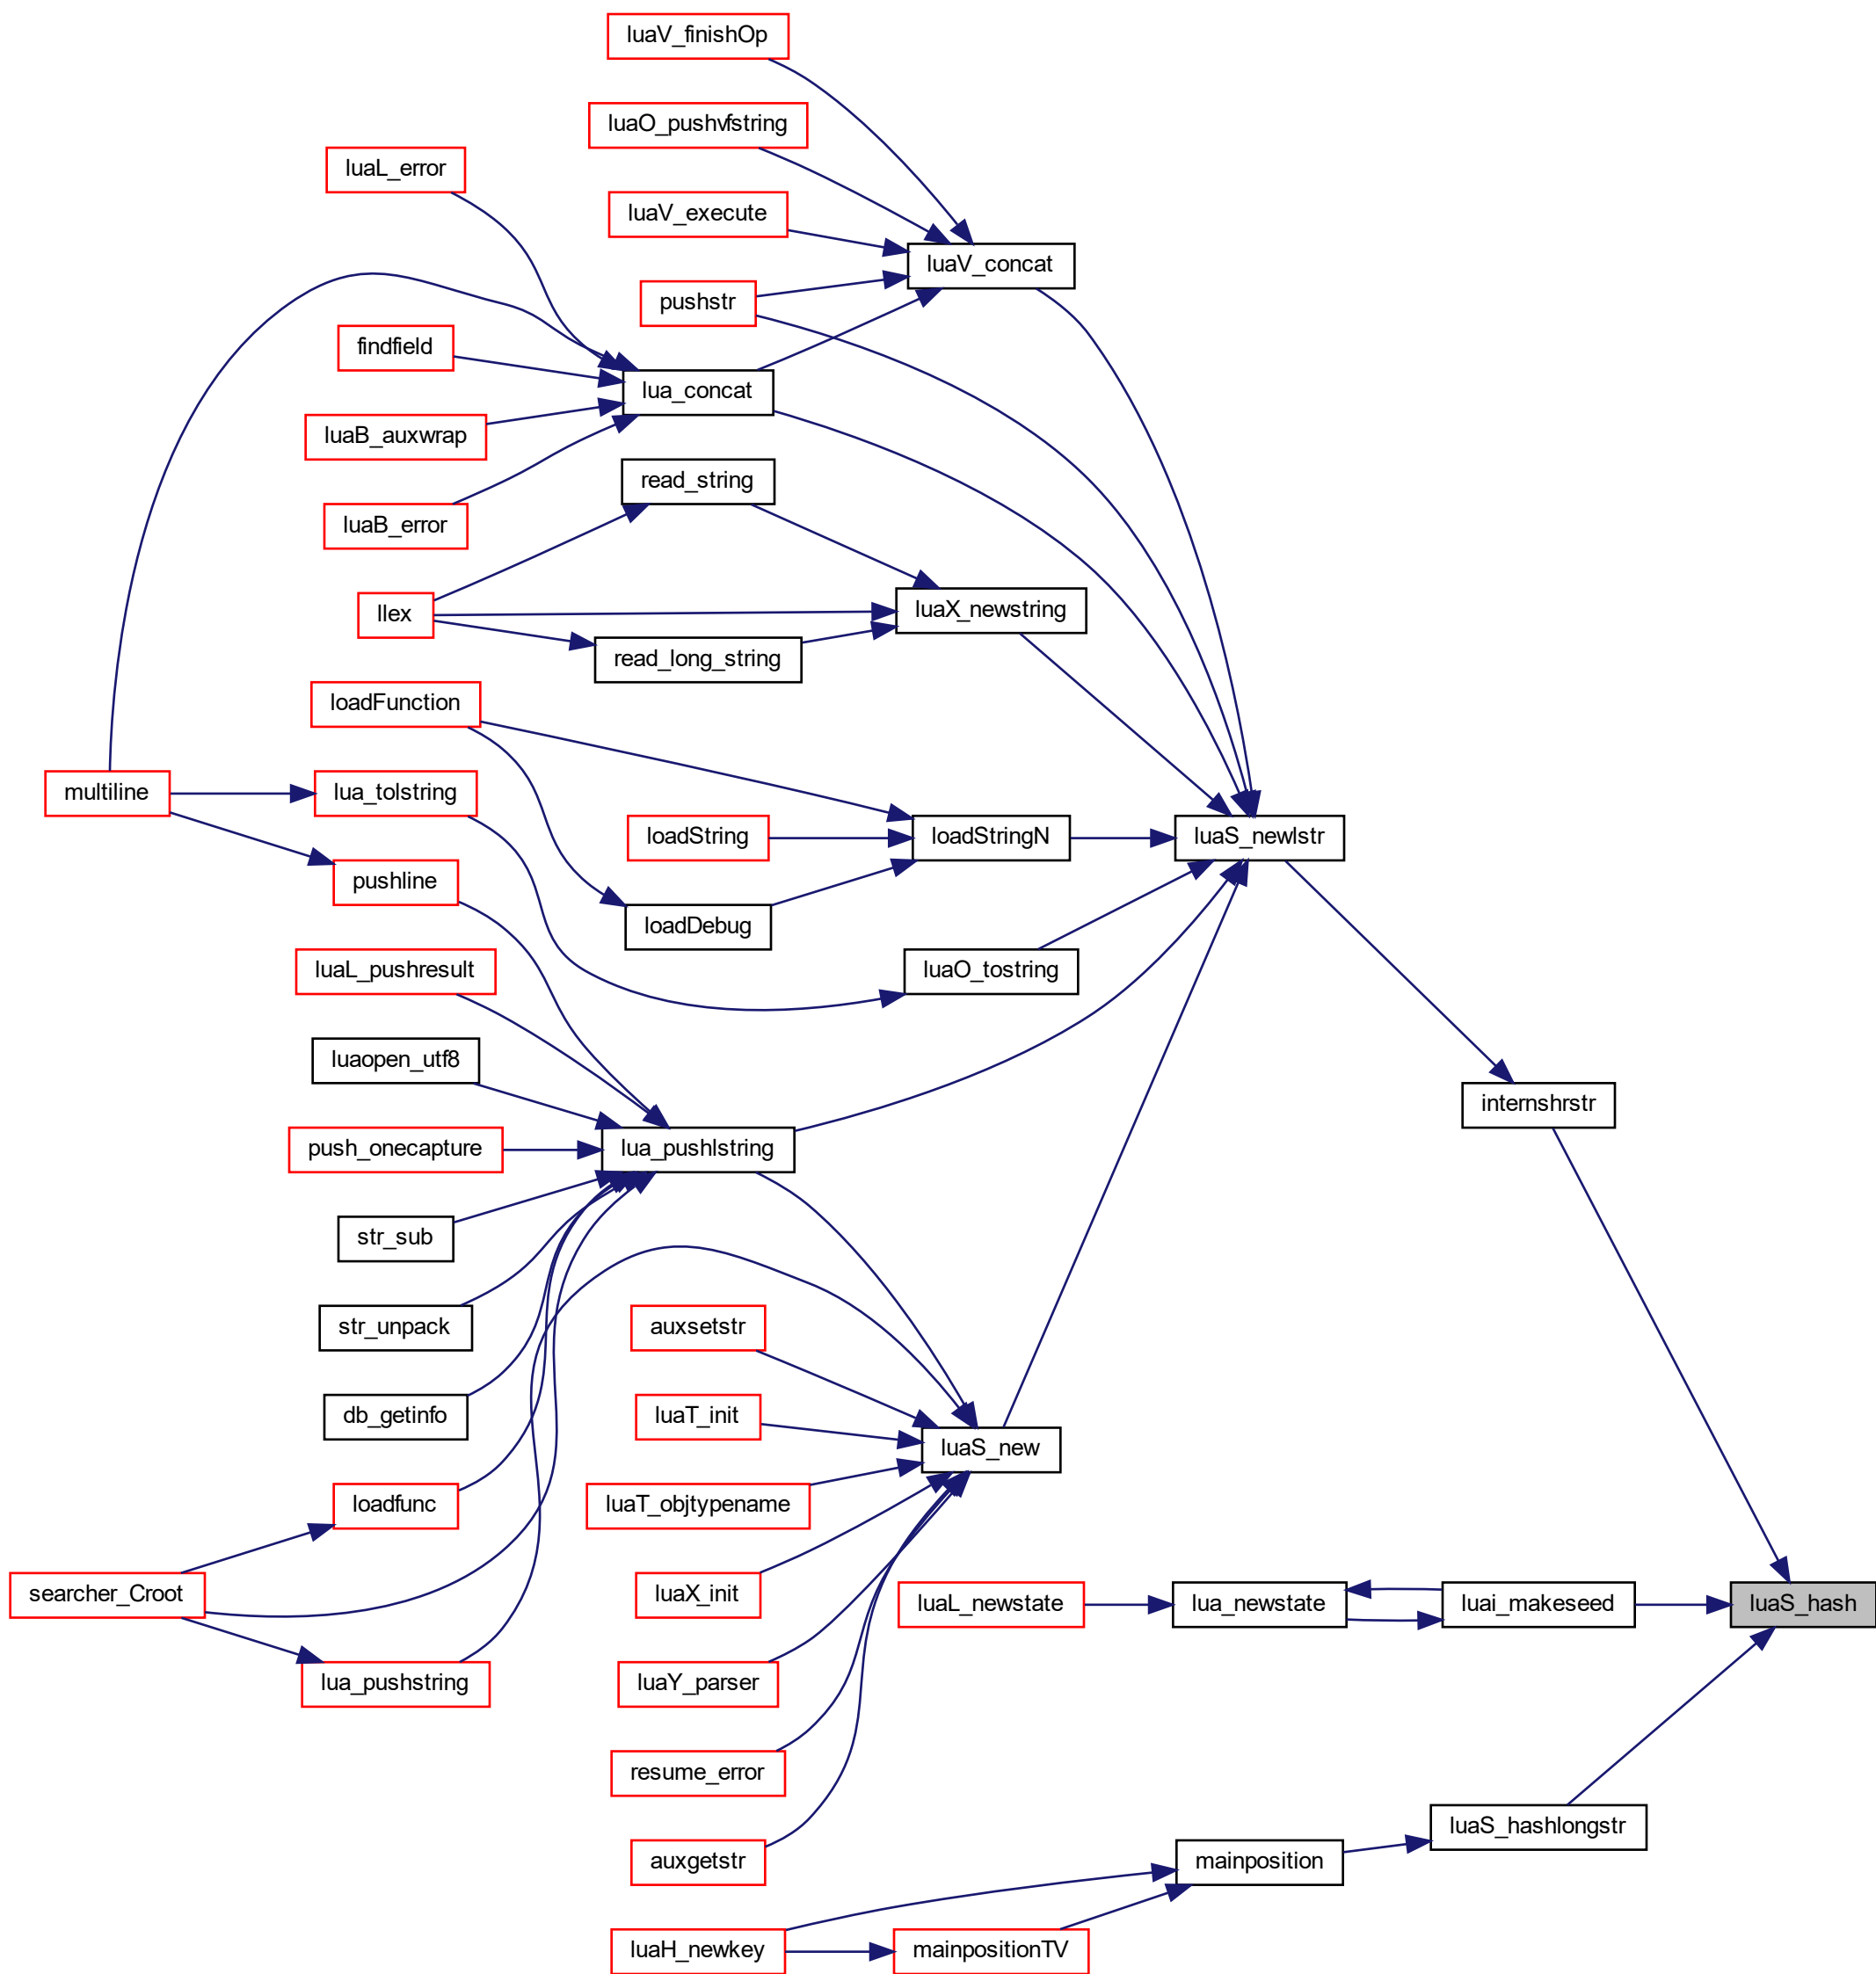 luaV_finishOp
luaO_pushvfstring
luaL_error
luaV_execute
luaV_concat
pushstr
findfield
lua_concat
luaB_auxwrap
read_string
luaB_error
llex
luaX_newstring
read_long_string
loadFunction
multiline
lua_tolstring
loadString
loadStringN
luaS_newlstr
pushline
loadDebug
luaL_pushresult
luaO_tostring
luaopen_utf8
internshrstr
push_onecapture
lua_pushlstring
str_sub
str_unpack
auxsetstr
db_getinfo
luaT_init
luaS_new
loadfunc
luaT_objtypename
searcher_Croot
luaX_init
luaL_newstate
lua_newstate
luai_makeseed
luaS_hash
lua_pushstring
luaY_parser
resume_error
luaS_hashlongstr
auxgetstr
mainposition
luaH_newkey
mainpositionTV